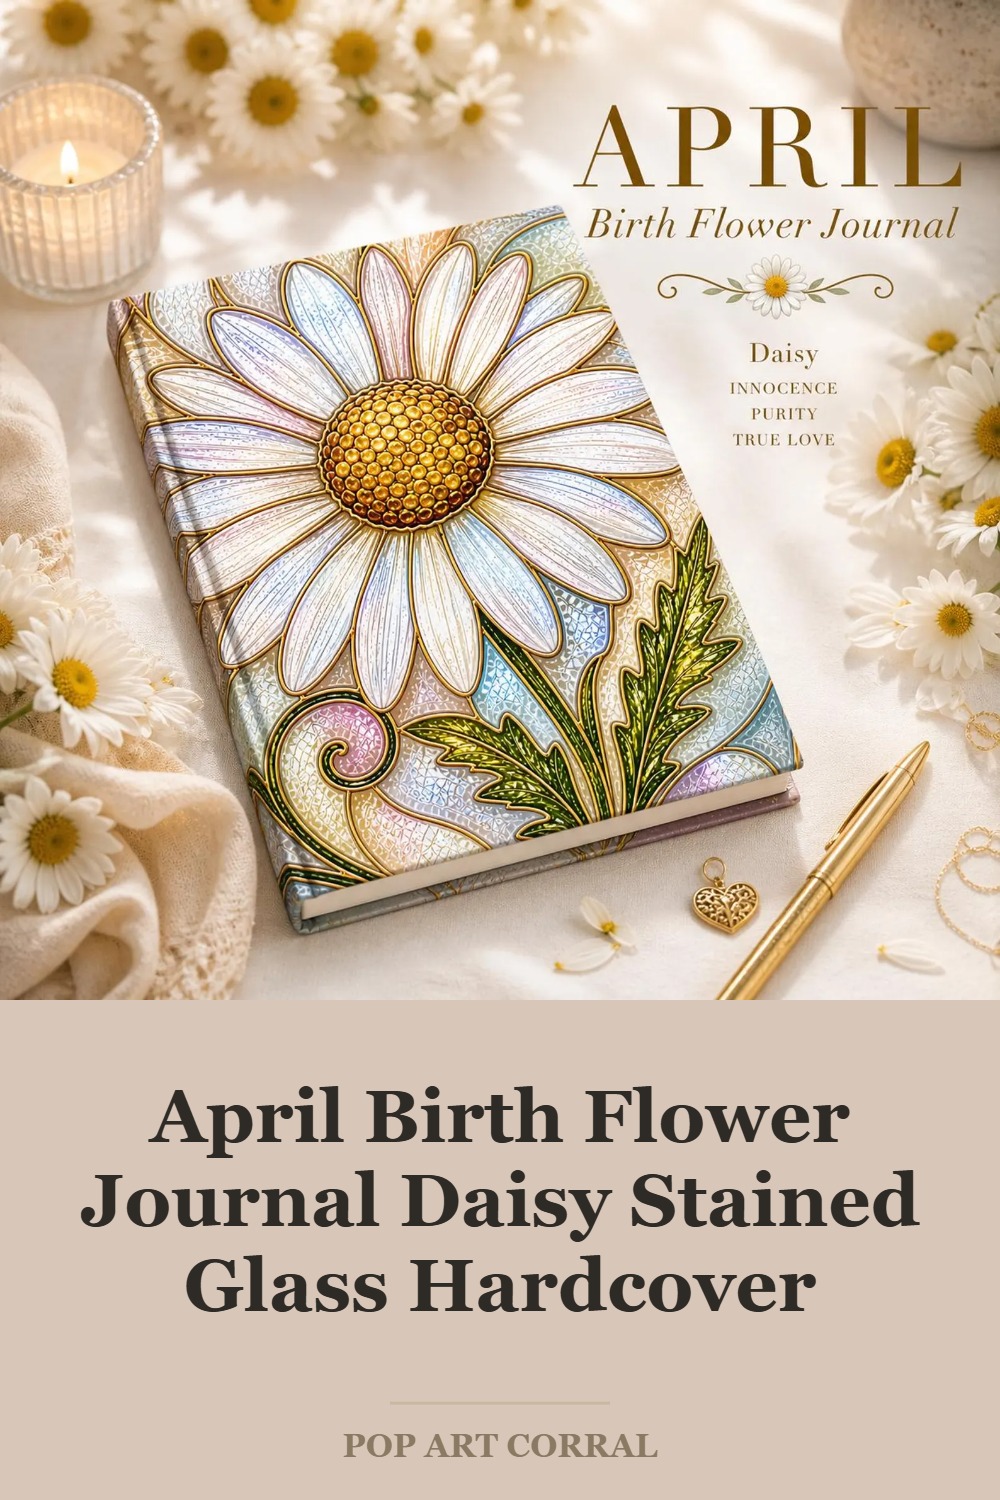 APRIL
Birth Flower Journal
Daisy
INNOCENCE
PURITY
TRUE LOVE
April Birth Flower
Journal Daisy Stained
Glass Hardcover
POP ART CORRAL